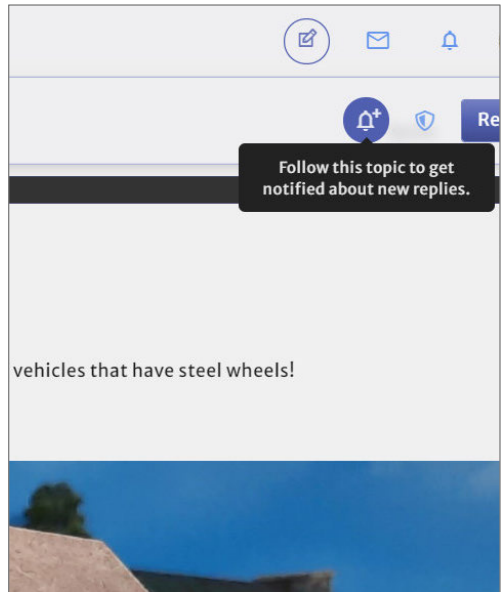 Re
Follow this topic to get
notified about new replies.
vehicles that have steel wheels!